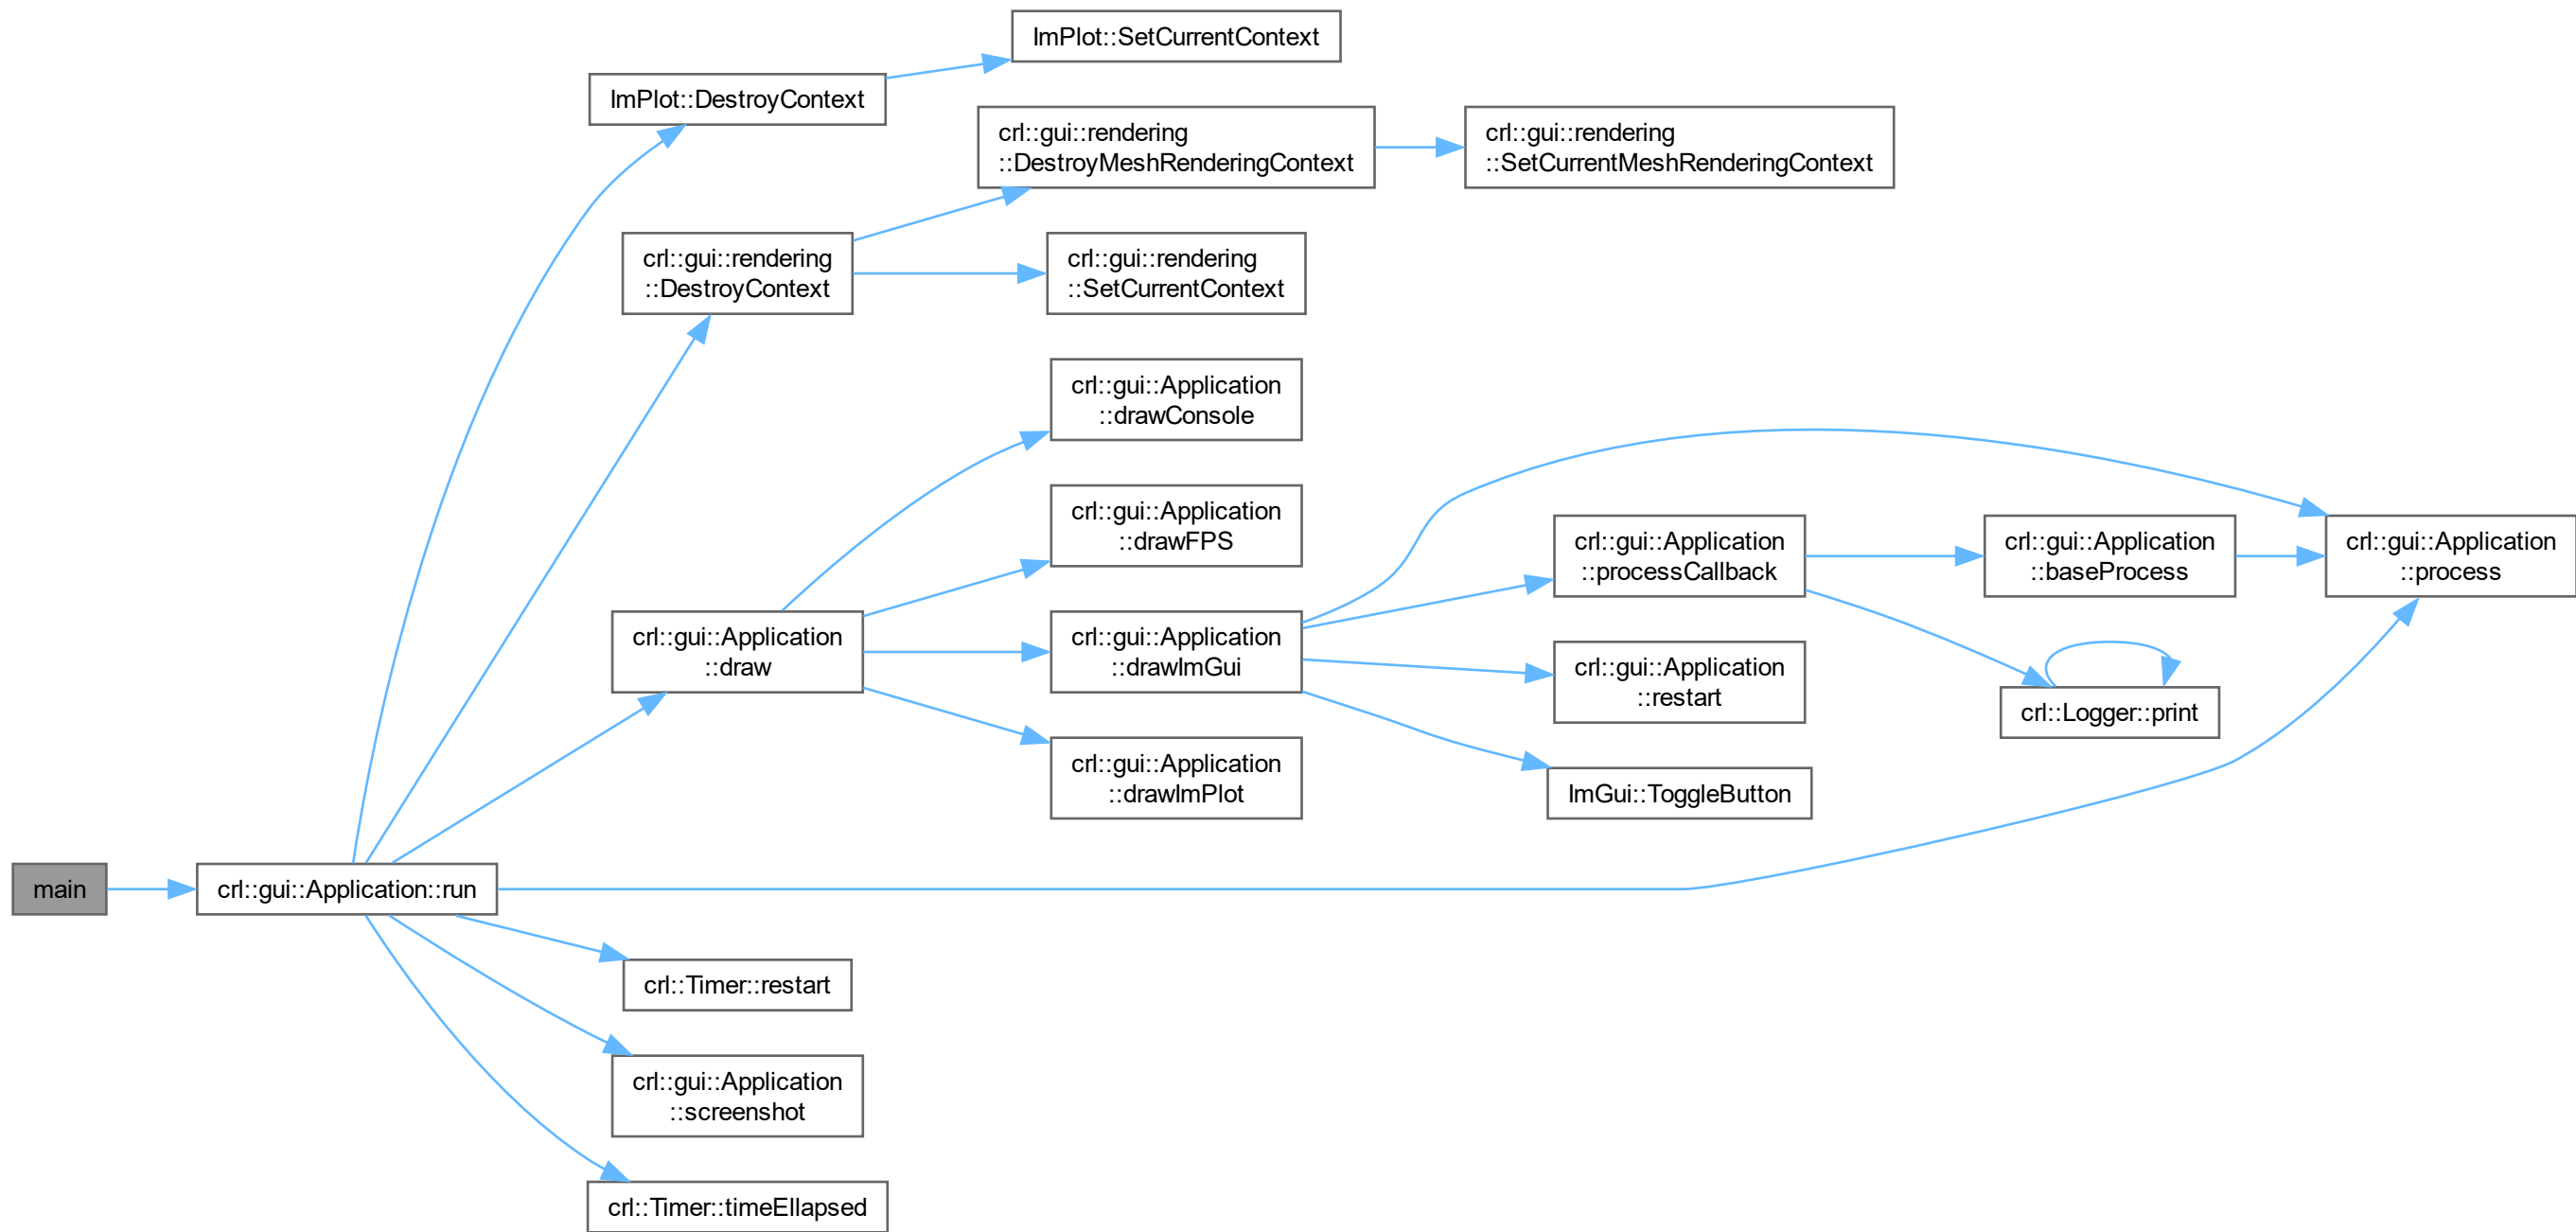 ImPlot::SetCurrentContext
ImPlot::DestroyContext
crl::gui::rendering
::DestroyMeshRenderingContext
crl::gui::rendering
::SetCurrentMeshRenderingContext
crl::gui::rendering
::DestroyContext
crl::gui::rendering
::SetCurrentContext
crl::gui::Application
::drawConsole
crl::gui::Application
::drawFPS
crl::gui::Application
::processCallback
crl::gui::Application
::baseProcess
crl::gui::Application
::process
crl::gui::Application
::draw
crl::gui::Application
::drawImGui
crl::gui::Application
::restart
crl::Logger::print
crl::gui::Application
::drawImPlot
ImGui::ToggleButton
main
crl::gui::Application::run
crl::Timer::restart
crl::gui::Application
::screenshot
crl::Timer::timeEllapsed